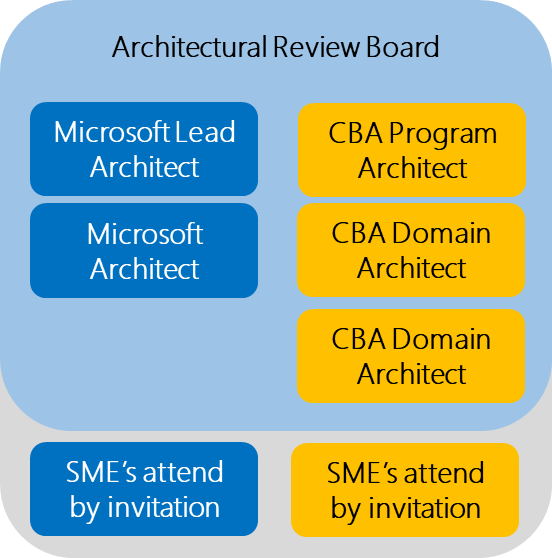 Architectural Review Board
Microsoft Lead
Architect
CBA Program
Architect
Microsoft
Architect
CBA Domain
Architect
CBA Domain
Architect
SME's attend
by invitation
SME's attend
by invitation